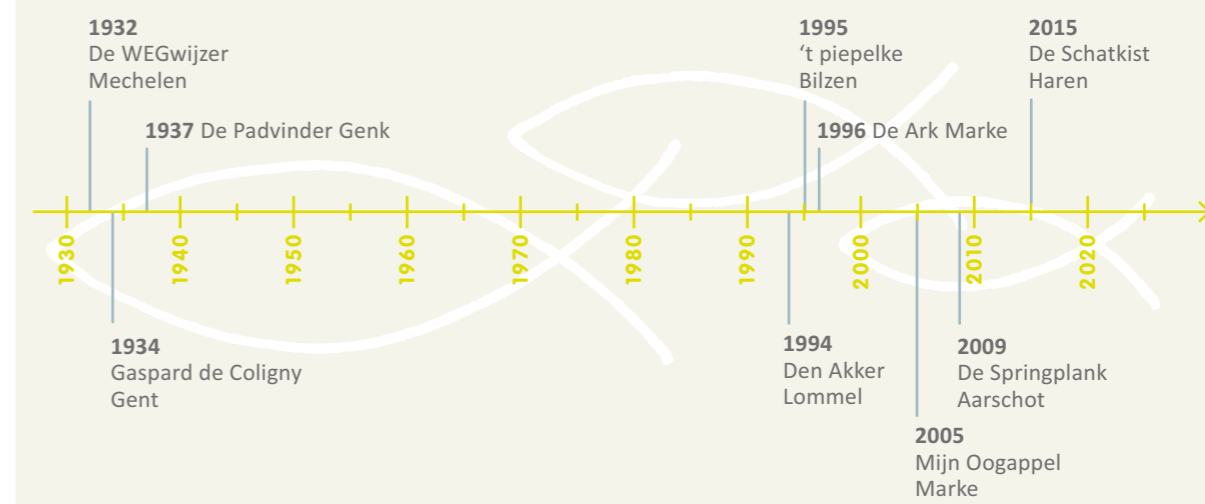 1932
De WEGwijzer
Mechelen
1937 De Padvinder Genk
1995
‘t piepelke
Bilzen
1996 De Ark Marke
2015
De Schatkist
Haren
1930
1940
1950
1960
1970
1980
1990
2000
2010
2020
1934
Gaspard de Coligny
Gent
1994
Den Akker
Lommel
2005
Mijn Oogappel
Marke
2009
De Springplank
Aarschot